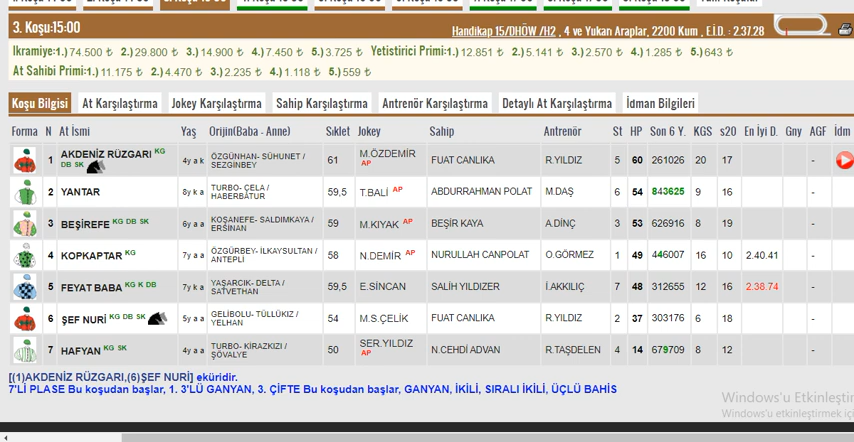 3. Koşu:15:00
Handikap 15/DHÖW /H2 , 4 ve Yukarı Araplar, 2200 Kum , E.İ.D. : 2.37.28
İkramiye:1.) 74.500 ₺ 2.) 29.800 ₺ 3.) 14.900 ₺ 4.) 7.450 ₺ 5.) 3.725 ₺ Yetistirici Primi:1.) 12.851 ₺ 2.) 5.141 ₺ 3.) 2.570 ₺ 4.) 1.285 ₺ 5.) 643 ₺
At Sahibi Primi:1.) 11.175 ₺ 2.) 4.470 ₺ 3.) 2.235 ₺ 4.) 1.118 ₺ 5.) 559 ₺
Koşu Bilgisi At Karşılaştırma Jokey Karşılaştırma Sahip Karşılaştırma Antrenör Karşılaştırma Detaylı At Karşılaştırma İdman Bilgileri
Forma N At İsmi Yaş Orijin(Baba - Anne) Sıklet Jokey Sahip Antrenör St HP Son 6 Y. KGS s20 En İyi D. Gny AGF İdm
1 AKDENİZ RÜZGARI KG DB SK 4y a k ÖZGÜNHAN- SÜHUNET / SEZGİNBEY 61 M.ÖZDEMİR AP FUAT CANLIKA R.YILDIZ 5 60 261026 20 17 -
2 YANTAR 8y k a TURBO- ÇELA / HABERBATUR 59,5 T.BALİ AP ABDURRAHMAN POLAT M.DAŞ 6 54 843625 9 16 -
3 BEŞİREFE KG DB SK 6y a a KOŞANEFE- SALDIMKAYA / ERSİNAN 59 M.KIYAK AP BEŞİR KAYA A.DİNÇ 3 53 626916 8 19 -
4 KOPKAPTAR KG 7y a a ÖZGÜRBEY- İLKAYSULTAN / ANTEPLİ 58 N.DEMİR AP NURULLAH CANPOLAT O.GÖRMEZ 1 49 446007 16 10 2.40.41 -
5 FEYAT BABA KG K DB 7y k a YAŞARCIK- DELTA / SATVETHAN 59,5 E.SİNCAN SALİH YILDIZER İ.AKKILIÇ 7 48 312655 12 16 2.38.74 -
6 ŞEF NURİ KG DB SK 5y a a GELİBOLU- TÜLLÜKIZ / YELHAN 54 M.S.ÇELİK FUAT CANLIKA R.YILDIZ 2 37 303176 6 18 -
7 HAFYAN KG SK 4y a a TURBO- KİRAZKIZI / ŞÖVALYE 50 SER.YILDIZ AP N.CEHDİ ADVAN R.TAŞDELEN 4 14 679709 8 12 -
[(1)AKDENİZ RÜZGARI,(6)ŞEF NURİ] eküridir.
7'Lİ PLASE Bu koşudan başlar, 1. 3'LÜ GANYAN, 3. ÇİFTE Bu koşudan başlar, GANYAN, İKİLİ, SIRALI İKİLİ, ÜÇLÜ BAHİS
Windows'u Etkinleştir
Windows'u etkinleştirmek iç